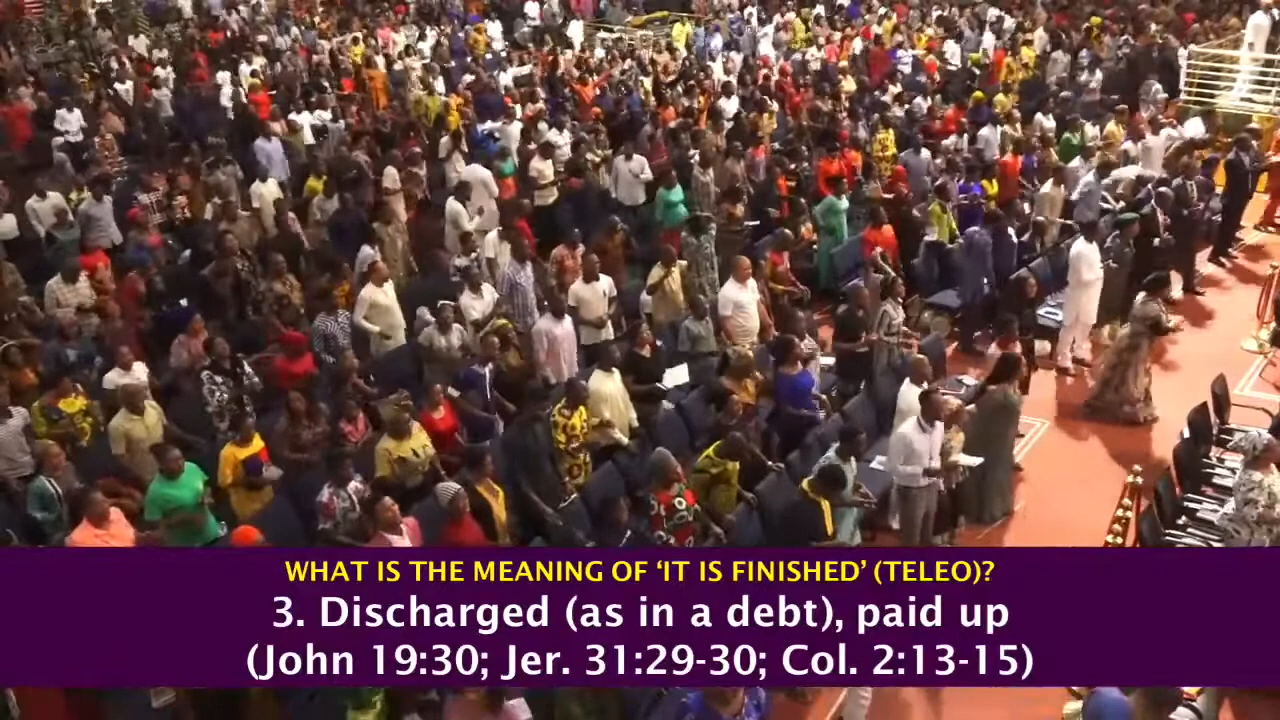 WHAT IS THE MEANING OF ‘IT IS FINISHED’ (TELEO)?
3. Discharged (as in a debt), paid up
(John 19:30; Jer. 31:29-30; Col. 2:13-15)